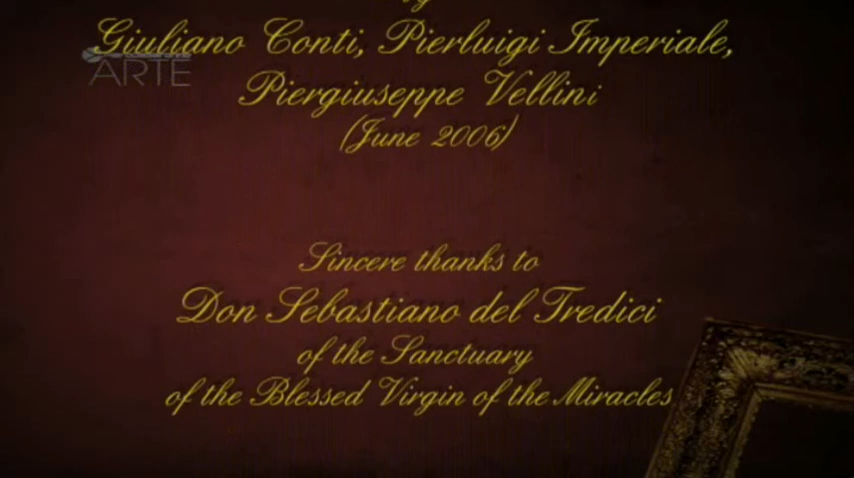 Giuliano Conti, Pierluigi Imperiale,
ARTE
Piergiuseppe Vellini
(June 2006)
Sincere thanks to
Don Sebastiano del Tredici
of the Sanctuary
of the Blessed Virgin of the Miracles